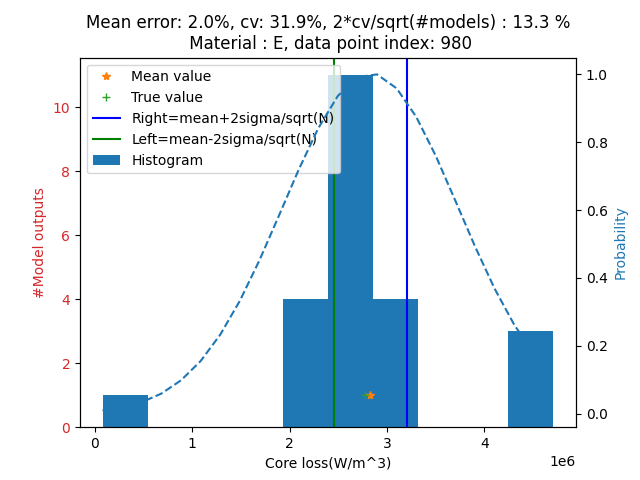 Mean error: 2.0%, cv: 31.9%, 2*cv/sqrt(#models) : 13.3 %
Material : E, data point index: 980
Mean value
True value
Right=mean+2sigma/sqrt(N)
Left=mean-2sigma/sqrt(N)
Histogram
#Model outputs
10
8
6
4
2
0
1.0
0.8
0.6
0.4
0.2
0.0
Probability
0 1 2 3 4
1e6
Core loss(W/m^3)